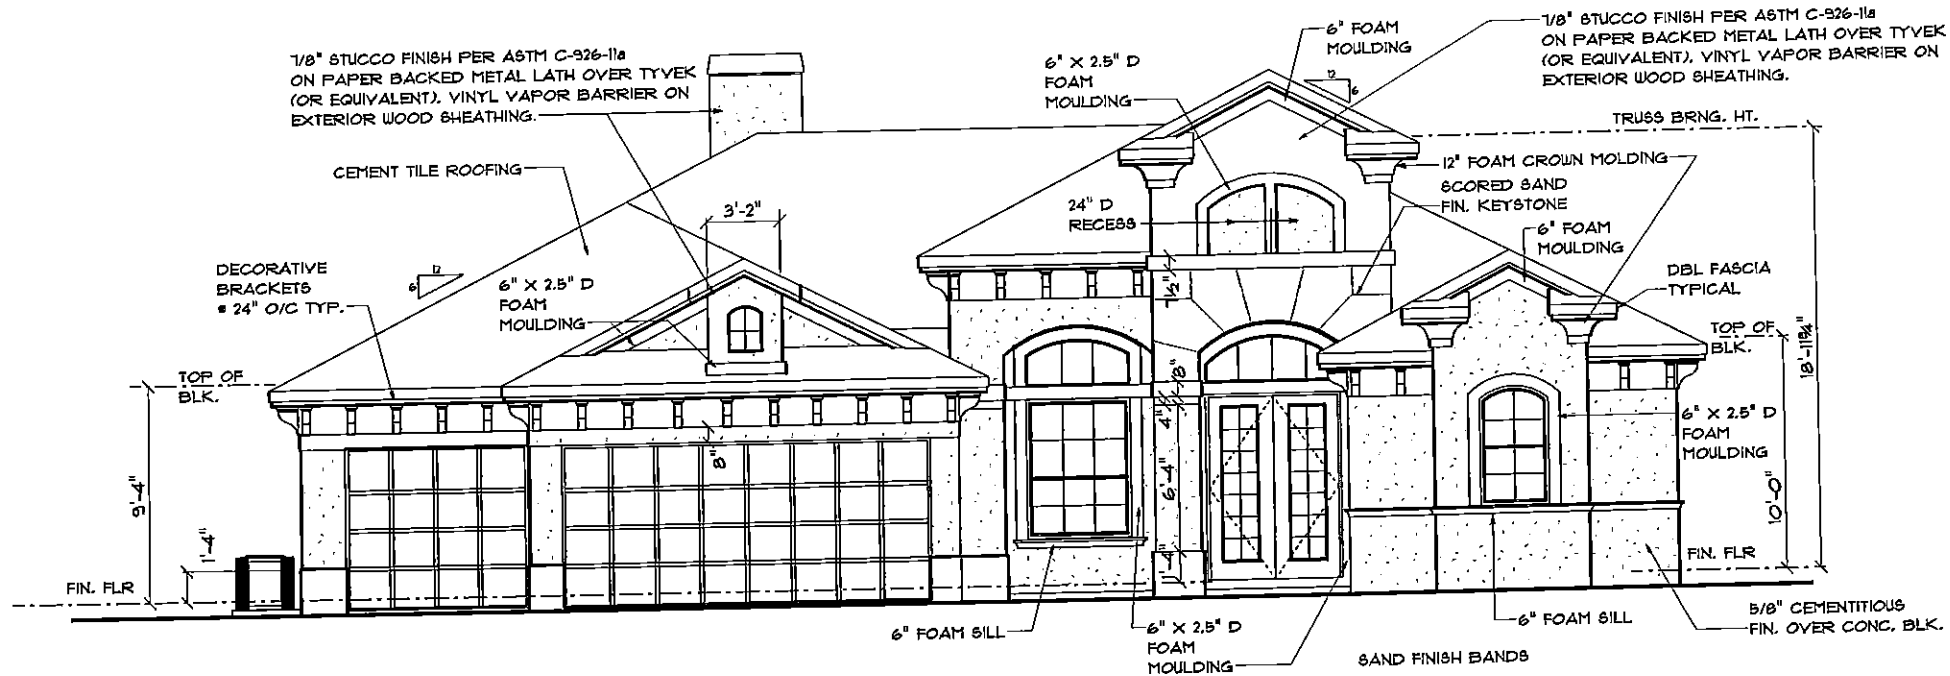 7/8" STUCCO FINISH PER ASTM C-926-11a
ON PAPER BACKED METAL LATH OVER TYVEK
(OR EQUIVALENT). VINYL VAPOR BARRIER ON
EXTERIOR WOOD SHEATHING.
CEMENT TILE ROOFING
3'-2"
DECORATIVE
BRACKETS
@ 24" O/C TYP.
12
6
6" X 2.5" D
FOAM
MOULDING
TOP OF
BLK.
9'-4"
1'-4"
FIN. FLR
8"
6" X 2.5" D
FOAM
MOULDING
6" FOAM
MOULDING
12
6
7/8" STUCCO FINISH PER ASTM C-926-11a
ON PAPER BACKED METAL LATH OVER TYVEK
(OR EQUIVALENT). VINYL VAPOR BARRIER ON
EXTERIOR WOOD SHEATHING.
TRUSS BRNG. HT.
12" FOAM CROWN MOLDING
SCORED SAND
FIN. KEYSTONE
24" D
RECESS
6" FOAM
MOULDING
DBL FASCIA
TYPICAL
TOP OF
BLK.
18'-11¾"
7½"
8"
4"
6'-4"
1'-4"
6" X 2.5" D
FOAM
MOULDING
10'-0"
FIN. FLR
6" FOAM SILL
6" X 2.5" D
FOAM
MOULDING
6" FOAM SILL
5/8" CEMENTITIOUS
FIN. OVER CONC. BLK.
SAND FINISH BANDS